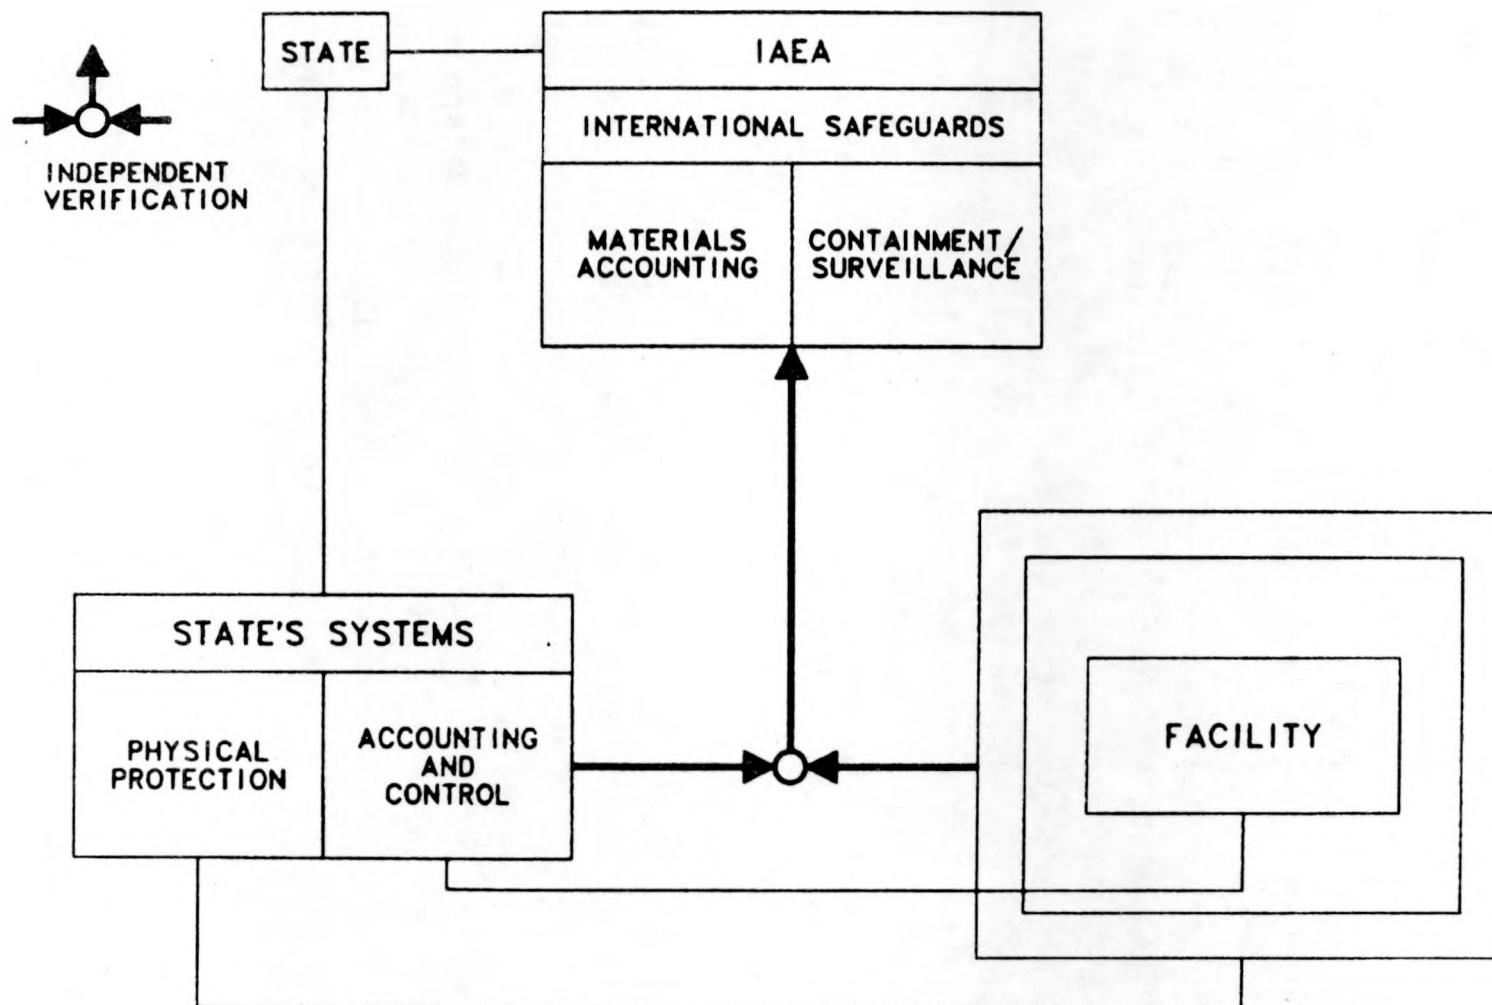 STATE
IAEA
INTERNATIONAL SAFEGUARDS
INDEPENDENT
VERIFICATION
MATERIALS
ACCOUNTING
CONTAINMENT/
SURVEILLANCE
STATE'S SYSTEMS
PHYSICAL
PROTECTION
ACCOUNTING
AND
CONTROL
FACILITY